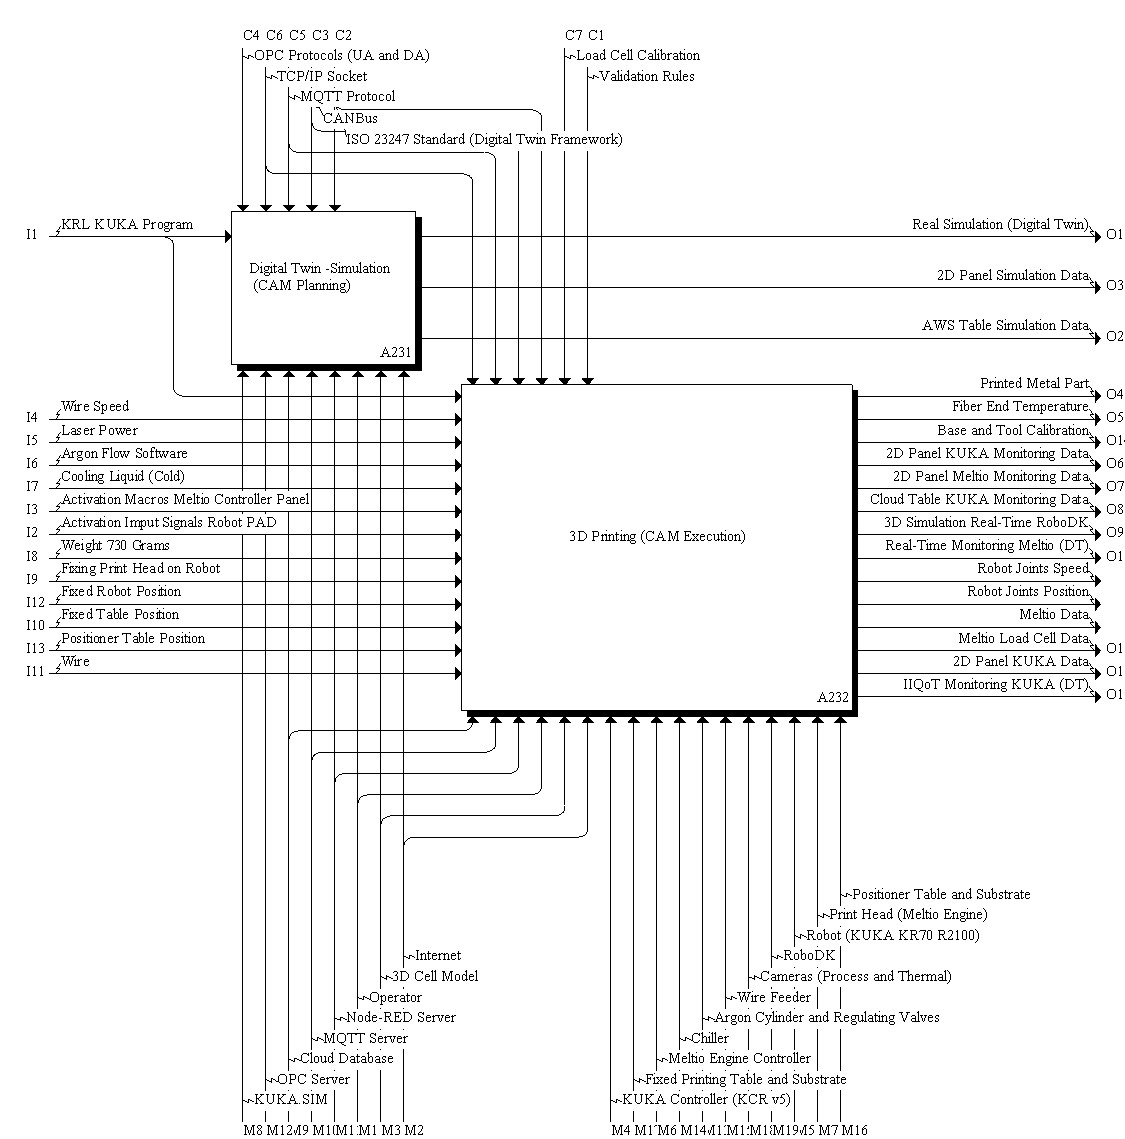 C4 C6 C5 C3 C2
C7 C1
OPC Protocols (UA and DA)
Load Cell Calibration
TCP/IP Socket
Validation Rules
MQTT Protocol
CANBus
ISO 23247 Standard (Digital Twin Framework)
I1
KRL KUKA Program
Real Simulation (Digital Twin)
O1
Digital Twin -Simulation
(CAM Planning)
2D Panel Simulation Data
O3
AWS Table Simulation Data
O2
A231
Printed Metal Part
O4
I4
Wire Speed
Fiber End Temperature
O5
I5
Laser Power
Base and Tool Calibration
O14
I6
Argon Flow Software
2D Panel KUKA Monitoring Data
O6
I7
Cooling Liquid (Cold)
2D Panel Meltio Monitoring Data
O7
I3
Activation Macros Meltio Controller Panel
Cloud Table KUKA Monitoring Data
O8
I2
Activation Imput Signals Robot PAD
3D Simulation Real-Time RoboDK
O9
3D Printing (CAM Execution)
I8
Weight 730 Grams
Real-Time Monitoring Meltio (DT)
O1
I9
Fixing Print Head on Robot
Robot Joints Speed
I12
Fixed Robot Position
Robot Joints Position
I10
Fixed Table Position
Meltio Data
I13
Positioner Table Position
Meltio Load Cell Data
O1
I11
Wire
2D Panel KUKA Data
O1
IIQoT Monitoring KUKA (DT)
O1
A232
Positioner Table and Substrate
Print Head (Meltio Engine)
Robot (KUKA KR70 R2100)
Internet
RoboDK
3D Cell Model
Cameras (Process and Thermal)
Operator
Wire Feeder
Node-RED Server
Argon Cylinder and Regulating Valves
MQTT Server
Chiller
Cloud Database
Meltio Engine Controller
OPC Server
Fixed Printing Table and Substrate
KUKA.SIM
KUKA Controller (KCR v5)
M8 M12 M9 M10 M1 M3 M2
M4 M6 M14 M18 M19 M5 M7 M16